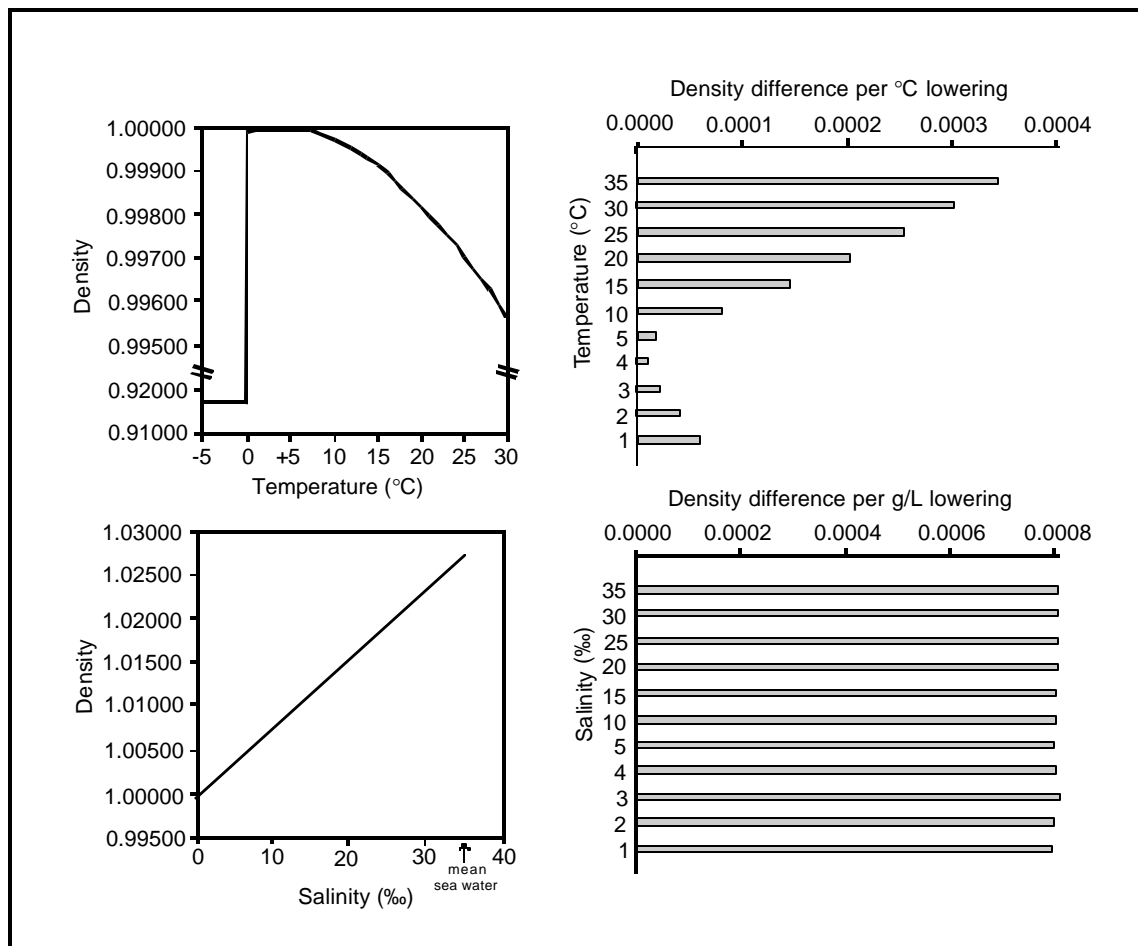 1.00000
0.99900
0.99800
0.99700
0.99600
0.99500
0.92000
0.91000
Density
-5 0 +5 10 15 20 25 30
Temperature (°C)
Density difference per °C lowering
0.0000 0.0001 0.0002 0.0003 0.0004
Temperature (°C)
35
30
25
20
15
10
5
4
3
2
1
1.03000
1.02500
1.02000
1.01500
1.01000
1.00500
1.00000
0.99500
Density
0 10 20 30 40
mean
sea water
Salinity (‰)
Density difference per g/L lowering
0.00000 0.0002 0.0004 0.0006 0.0008
Salinity (‰)
35
30
25
20
15
10
5
4
3
2
1